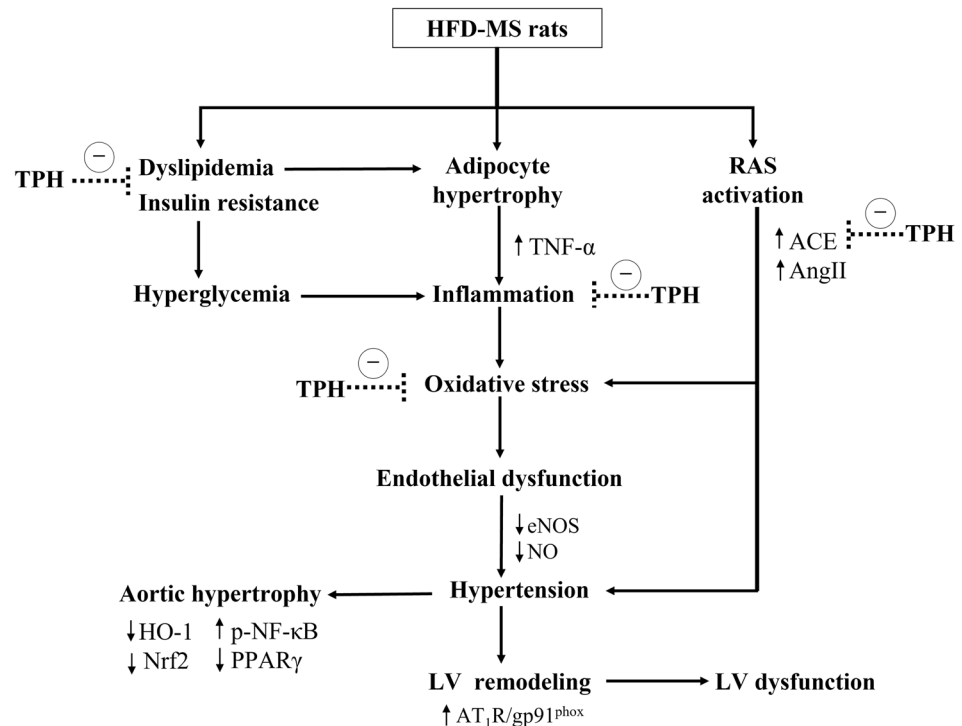 HFD-MS rats
TPH
−
Dyslipidemia
Insulin resistance
Adipocyte
hypertrophy
RAS
activation
↑ TNF-α
↑ ACE
↑ AngII
−
TPH
Hyperglycemia
Inflammation
−
TPH
TPH
−
Oxidative stress
Endothelial dysfunction
↓ eNOS
↓ NO
Aortic hypertrophy
Hypertension
↓ HO-1 ↑ p-NF-κB
↓ Nrf2 ↓ PPARγ
LV remodeling
LV dysfunction
↑ AT₁R/gp91ᵖʰᵒˣ